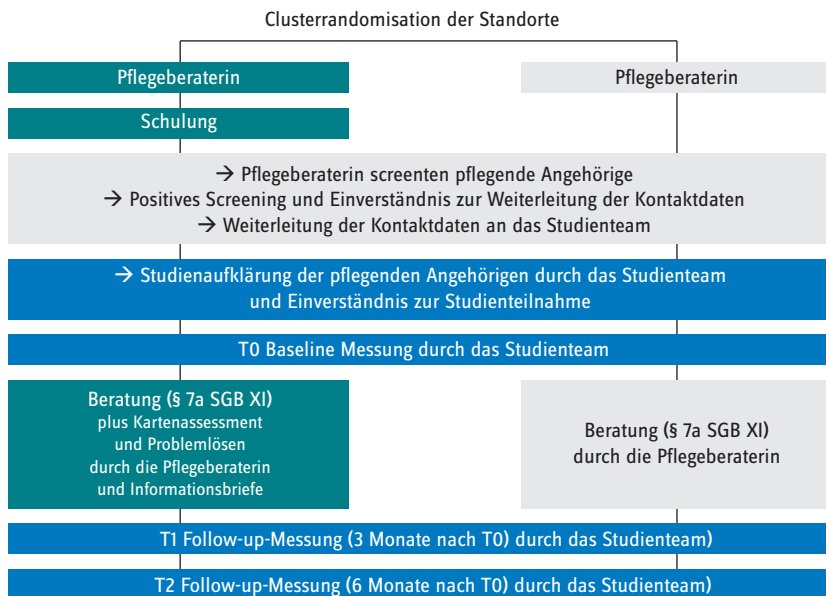 Clusterrandomisation der Standorte
Pflegeberaterin
Pflegeberaterin
Schulung
→ Pflegeberaterin screenten pflegende Angehörige
→ Positives Screening und Einverständnis zur Weiterleitung der Kontaktdaten
→ Weiterleitung der Kontaktdaten an das Studienteam
→ Studienaufklärung der pflegenden Angehörigen durch das Studienteam
und Einverständnis zur Studienteilnahme
T0 Baseline Messung durch das Studienteam
Beratung (§ 7a SGB XI)
plus Kartenassessment
und Problemlösen
durch die Pflegeberaterin
und Informationsbriefe
Beratung (§ 7a SGB XI)
durch die Pflegeberaterin
T1 Follow-up-Messung (3 Monate nach T0) durch das Studienteam)
T2 Follow-up-Messung (6 Monate nach T0) durch das Studienteam)